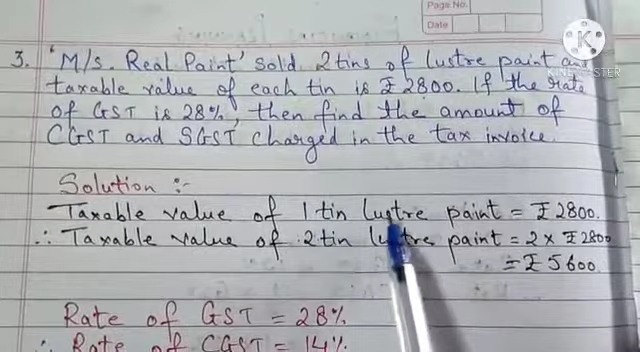 Page No.
Date
KINEMASTER
3. 'M/s. Real Paint' sold 2 tins of lustre paint and
taxable value of each tin is ₹ 2800. If the rate
of GST is 28%, then find the amount of
CGST and SGST charged in the tax invoice.
Solution :-
Taxable value of 1 tin lustre paint = ₹ 2800.
∴ Taxable value of 2 tin lustre paint = 2 x ₹ 2800
= ₹ 5600
Rate of GST = 28%
∴ Rate of CGST = 14%